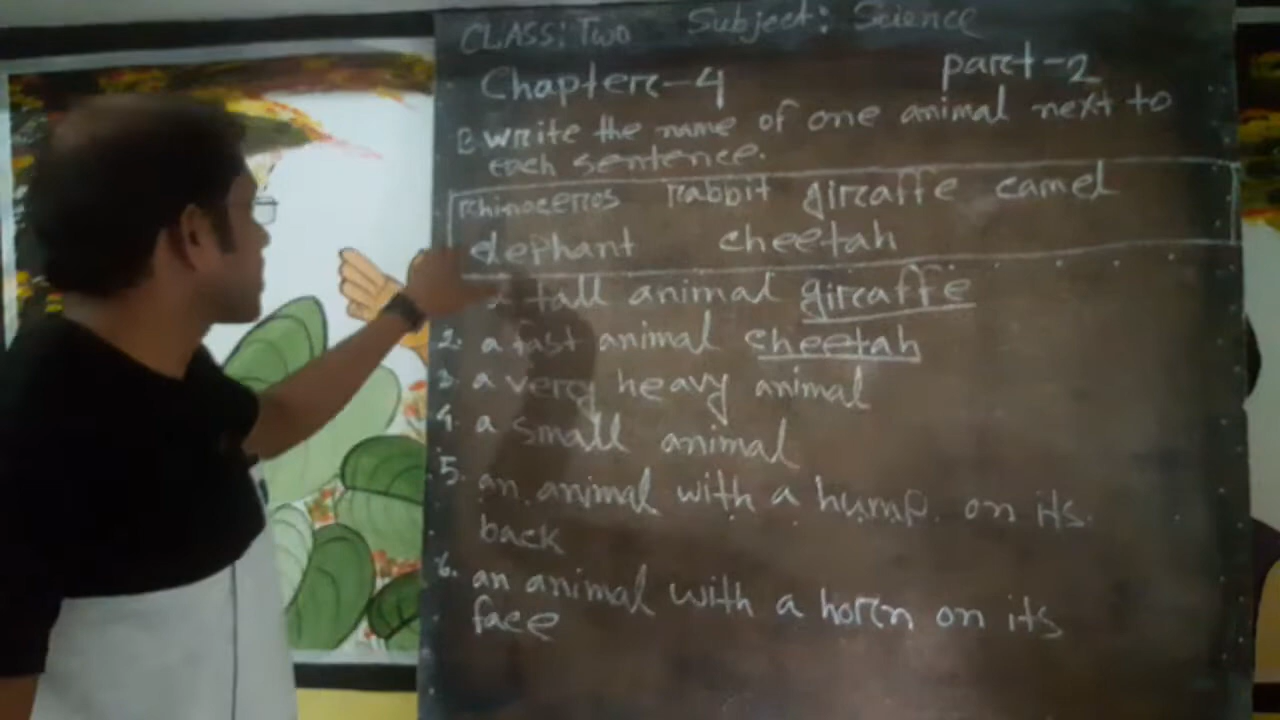 CLASS: Two Subject: Science
Chapter-4 part-2
B. Write the name of one animal next to
each sentence.
rhinocerros rabbit giraffe camel
elephant cheetah
tall animal giraffe
2. a fast animal cheetah
3. a very heavy animal
4. a small animal
5. an animal with a hump on its
back
6. an animal with a horn on its
face